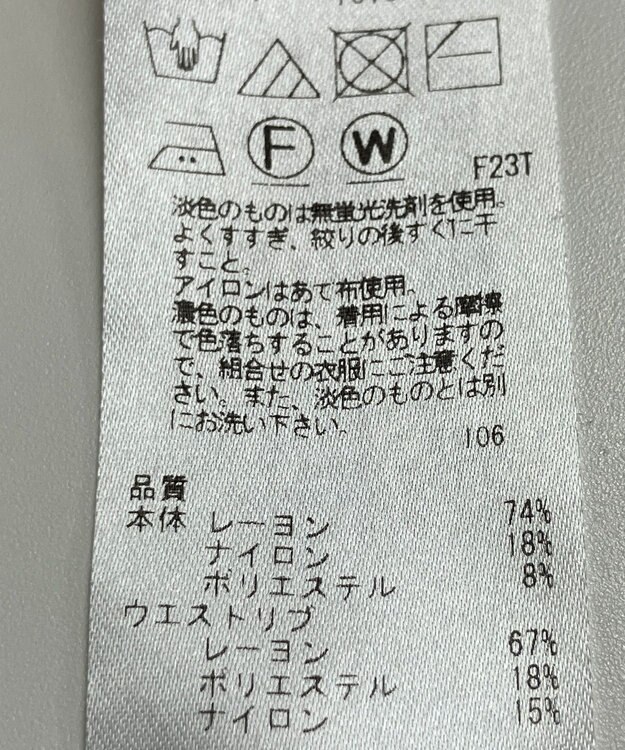 F
W
F23T
淡色のものは無蛍光洗剤を使用。
よくすすぎ、絞りの後すぐに干
すこと。
アイロンはあて布使用。
濃色のものは、着用による摩擦
で色落ちすることがありますの
で、組合せの衣服にご注意くだ
さい。また、淡色のものとは別
にお洗い下さい。
106
品質
本体 レーヨン 74%
ナイロン 18%
ポリエステル 8%
ウエストリブ
レーヨン 67%
ポリエステル 18%
ナイロン 15%